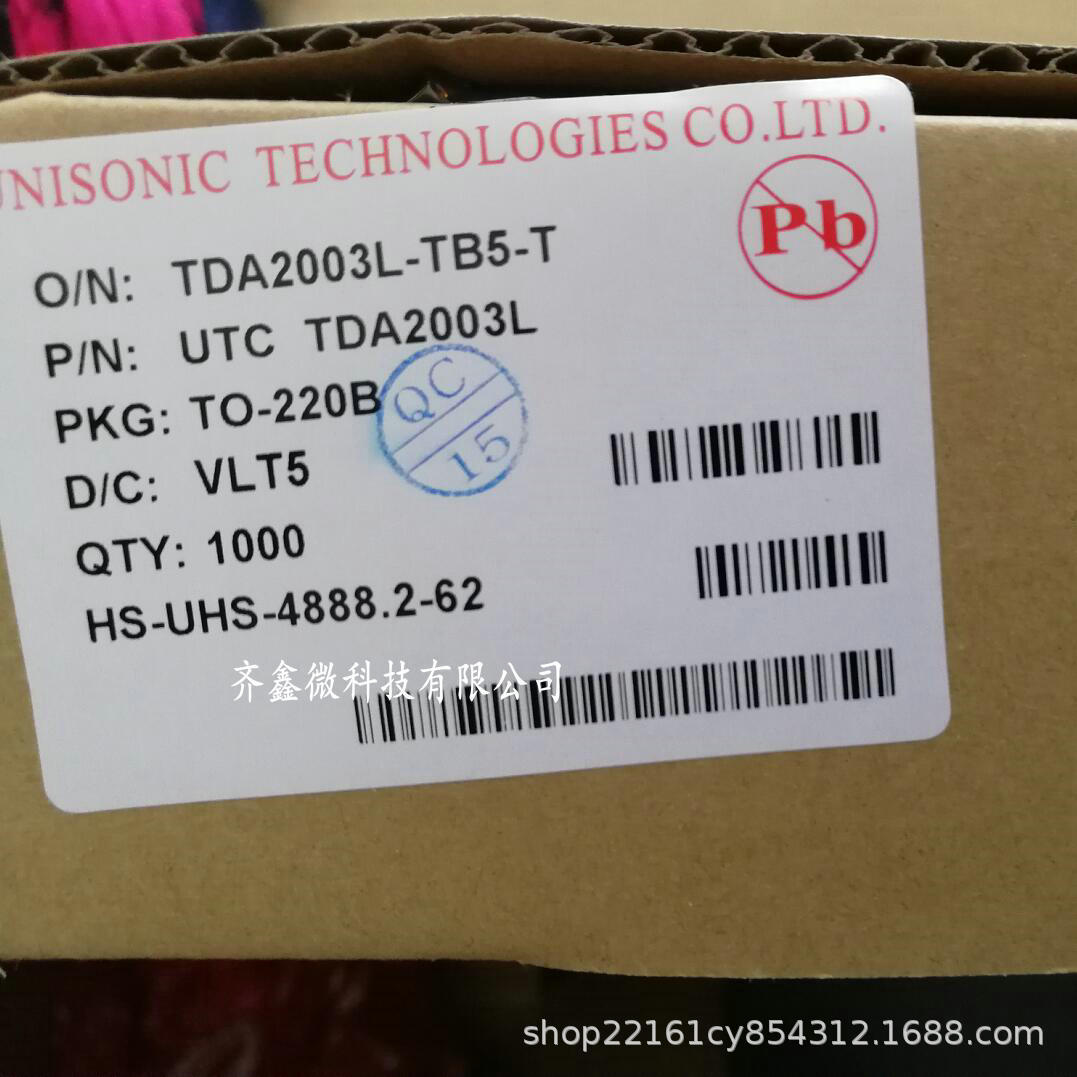 UNISONIC TECHNOLOGIES CO.LTD.
Pb
O/N: TDA2003L-TB5-T
P/N: UTC TDA2003L
PKG: TO-220B
QC
15
D/C: VLT5
QTY: 1000
HS-UHS-4888.2-62
齐鑫微科技有限公司
shop22161cy854312.1688.com